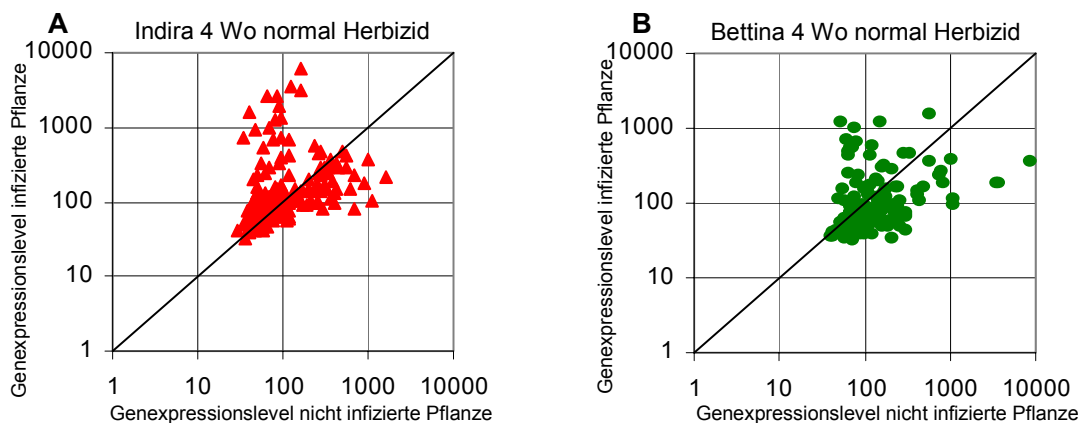 A
Indira 4 Wo normal Herbizid
Genexpressionslevel infizierte Pflanze
10000
1000
100
10
1
1 10 100 1000 10000
Genexpressionslevel nicht infizierte Pflanze
B
Bettina 4 Wo normal Herbizid
Genexpressionslevel infizierte Pflanze
10000
1000
100
10
1
1 10 100 1000 10000
Genexpressionslevel nicht infizierte Pflanze